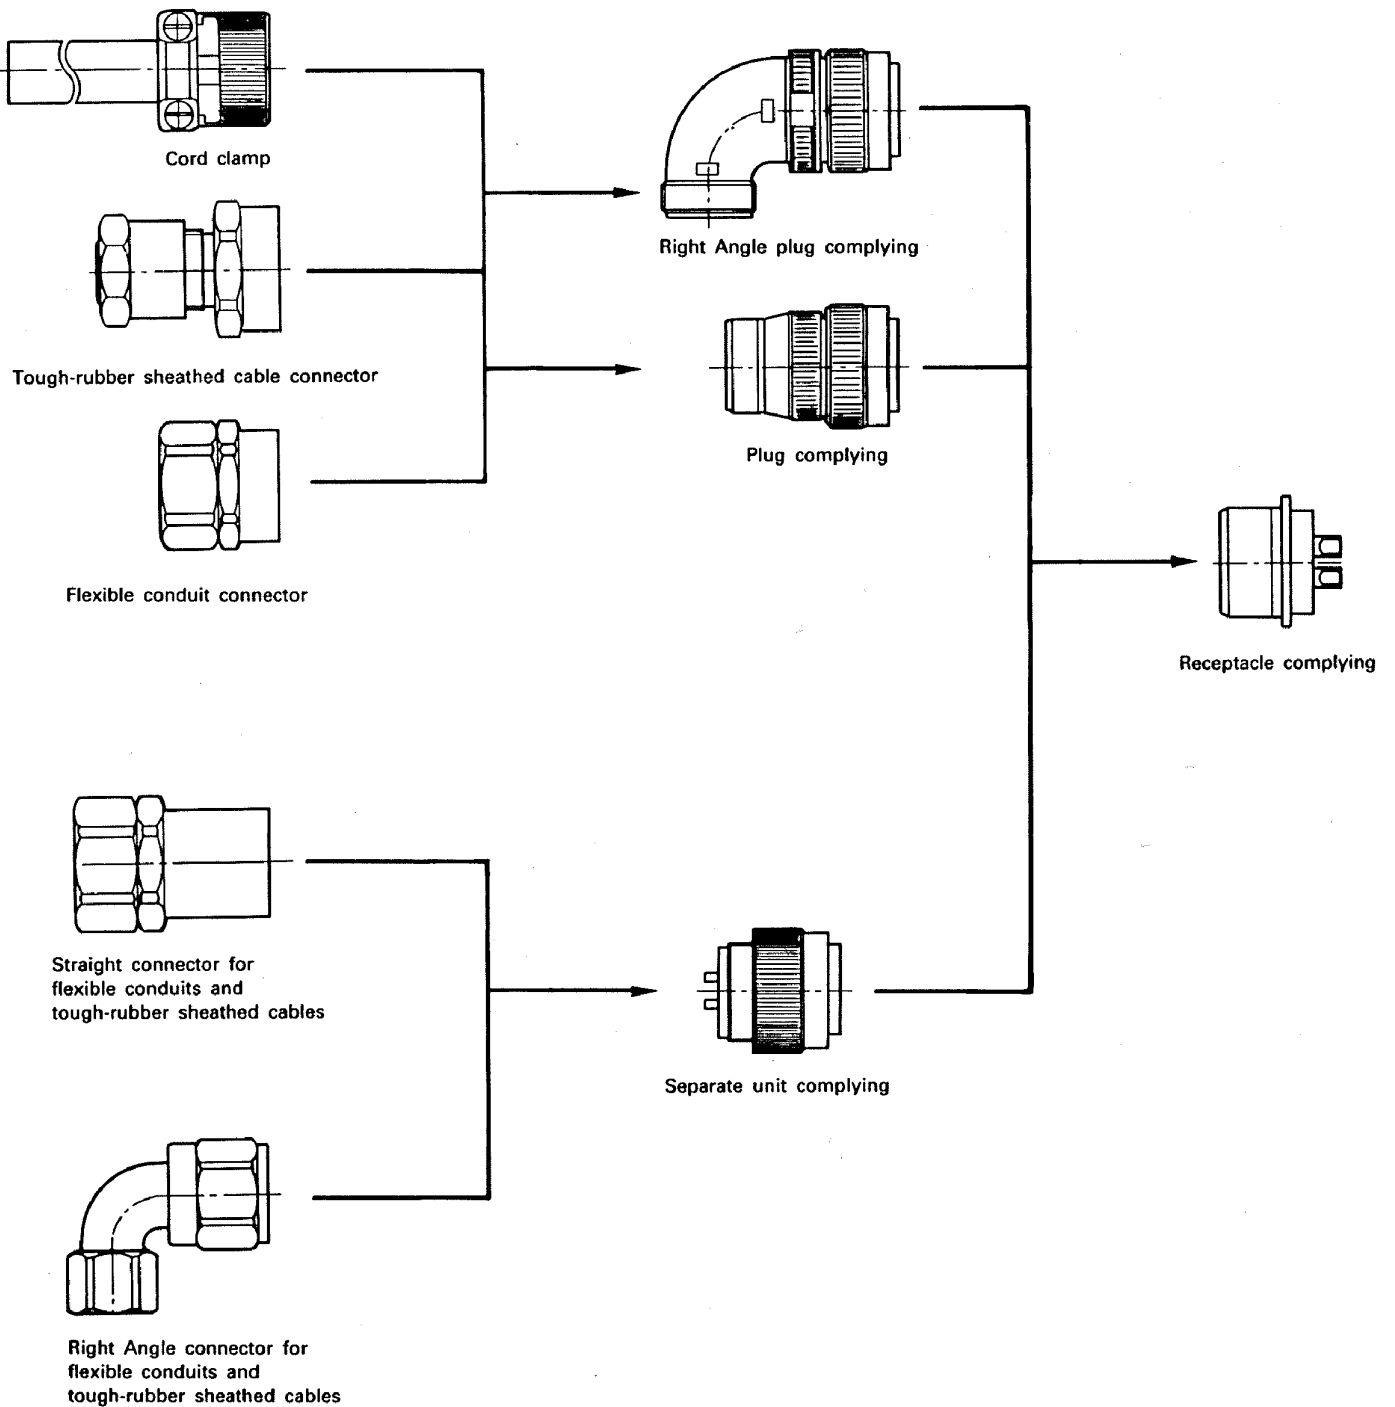 Cord clamp
Right Angle plug complying
Tough-rubber sheathed cable connector
Plug complying
Flexible conduit connector
Receptacle complying
Straight connector for
flexible conduits and
tough-rubber sheathed cables
Separate unit complying
Right Angle connector for
flexible conduits and
tough-rubber sheathed cables